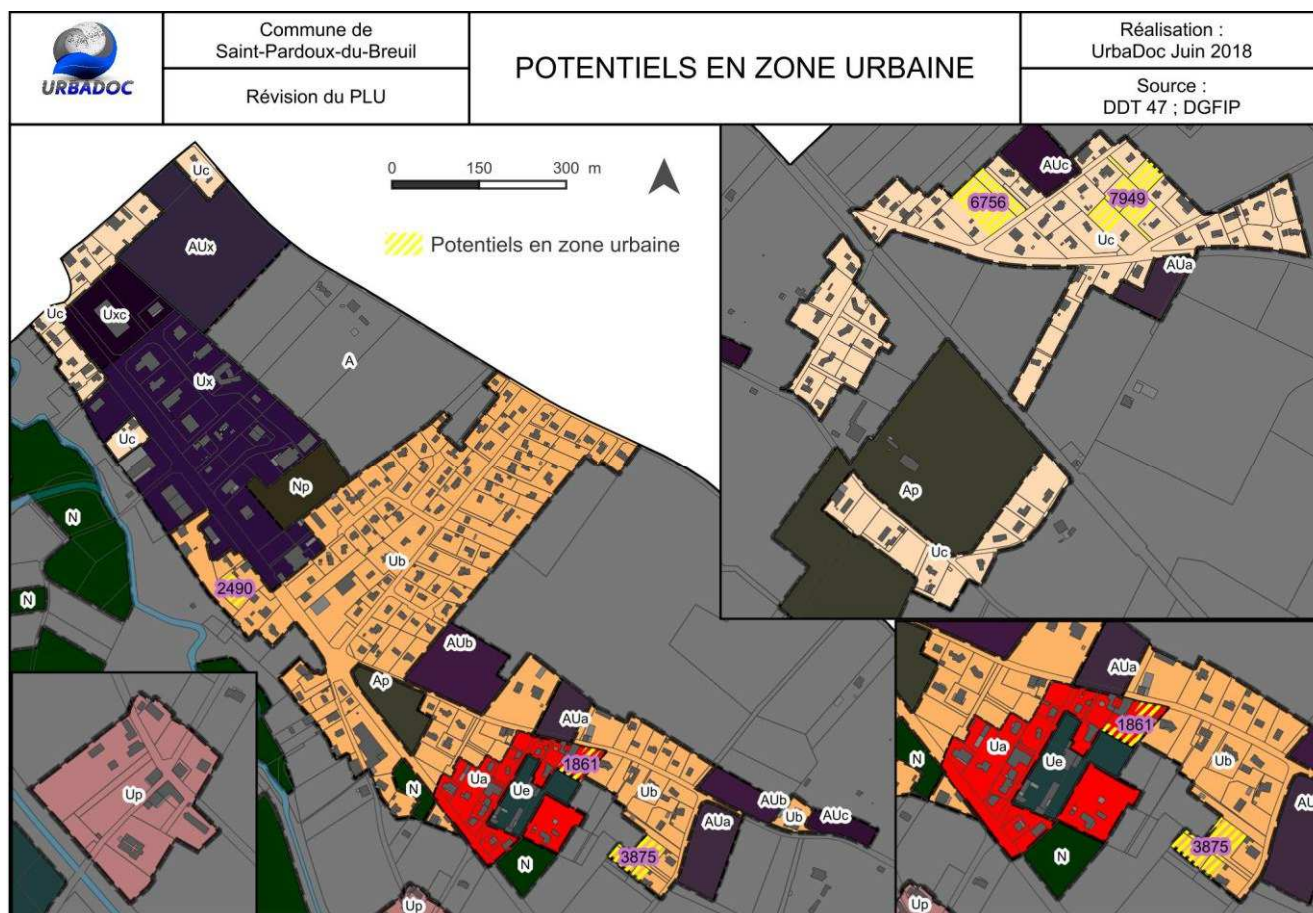 URBADOC
Commune de
Saint-Pardoux-du-Breuil
Révision du PLU
POTENTIELS EN ZONE URBAINE
Réalisation :
UrbaDoc Juin 2018
Source :
DDT 47 ; DGFIP
0 150 300 m
Potentiels en zone urbaine
Uc
AUx
Uc
Uxc
A
Ux
Uc
Np
N
Ub
2490
N
AUb
Ap
AUa
1861
Ua
Ue
Ub
N
AUb
Ub
AUc
AUa
3875
N
Up
Up
AUc
6756
7949
Uc
AUa
Ap
Uc
AUa
1861
Ua
Ue
Ub
N
3875
N
Up